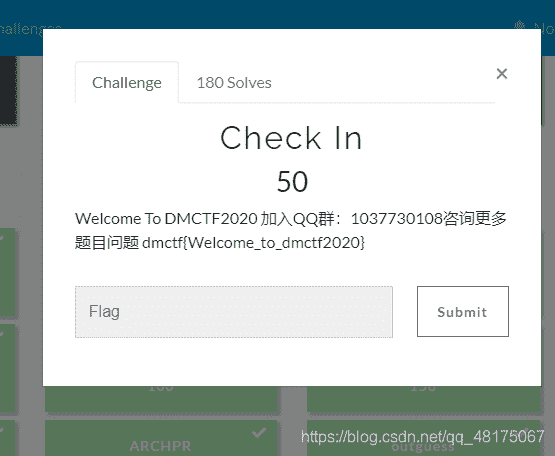 Challenge 180 Solves ×
Check In
50
Welcome To DMCTF2020 加入QQ群：1037730108咨询更多
题目问题 dmctf{Welcome_to_dmctf2020}
Flag
Submit
ARCHPR
outguess
https://blog.csdn.net/qq_48175067